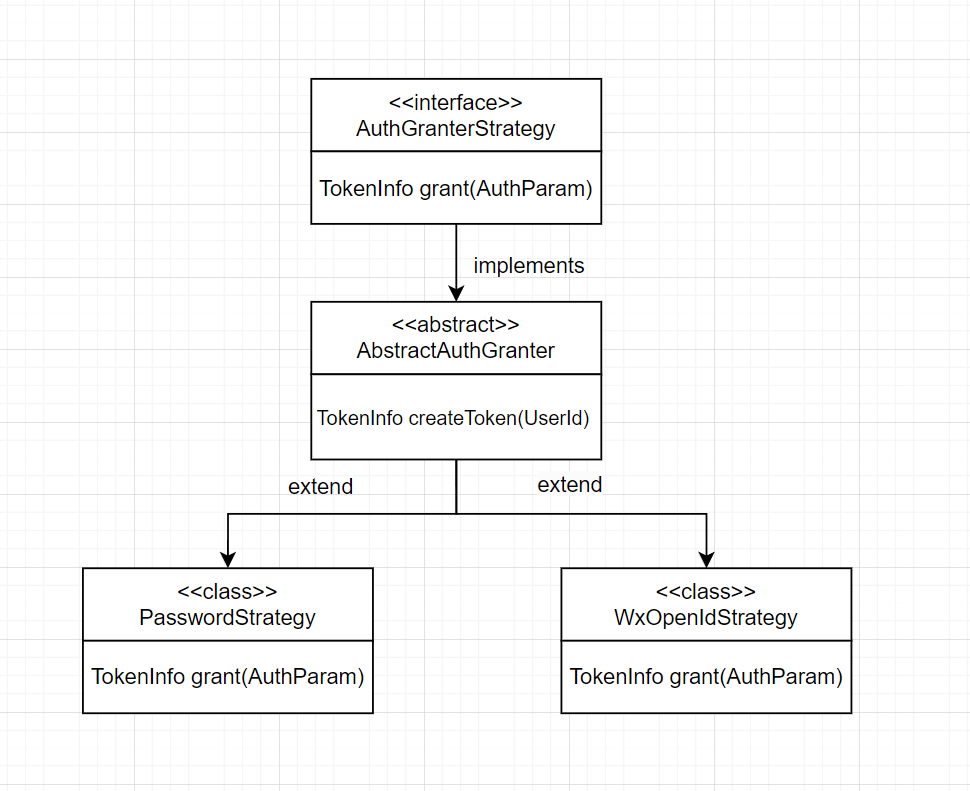 <<interface>>
AuthGranterStrategy
TokenInfo grant(AuthParam)
implements
<<abstract>>
AbstractAuthGranter
TokenInfo createToken(UserId)
extend
extend
<<class>>
PasswordStrategy
TokenInfo grant(AuthParam)
<<class>>
WxOpenIdStrategy
TokenInfo grant(AuthParam)